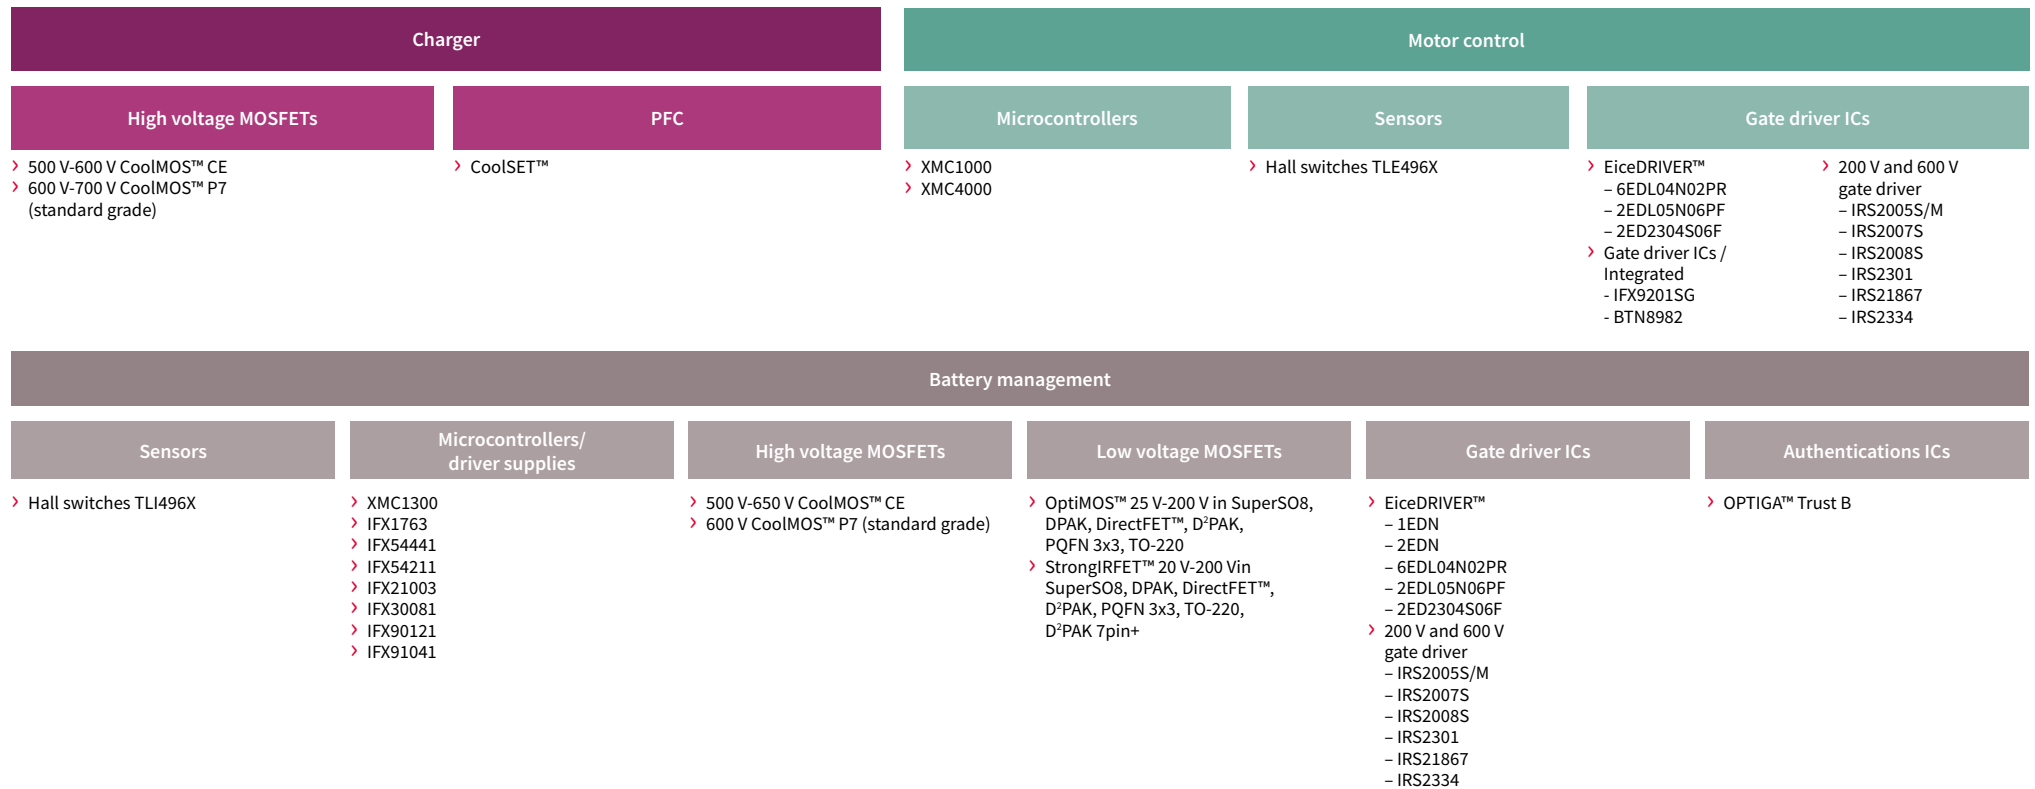 Charger
High voltage MOSFETs
› 500 V-600 V CoolMOS™ CE
› 600 V-700 V CoolMOS™ P7
(standard grade)
PFC
› CoolSET™
Motor control
Microcontrollers
› XMC1000
› XMC4000
Sensors
› Hall switches TLE496X
Gate driver ICs
› EiceDRIVER™
– 6EDL04N02PR
– 2EDL05N06PF
– 2ED2304S06F
› Gate driver ICs /
Integrated
- IFX9201SG
- BTN8982
› 200 V and 600 V
gate driver
– IRS2005S/M
– IRS2007S
– IRS2008S
– IRS2301
– IRS21867
– IRS2334
Battery management
Sensors
› Hall switches TLI496X
Microcontrollers/
driver supplies
› XMC1300
› IFX1763
› IFX54441
› IFX54211
› IFX21003
› IFX30081
› IFX90121
› IFX91041
High voltage MOSFETs
› 500 V-650 V CoolMOS™ CE
› 600 V CoolMOS™ P7 (standard grade)
Low voltage MOSFETs
› OptiMOS™ 25 V-200 V in SuperSO8,
DPAK, DirectFET™, D²PAK,
PQFN 3x3, TO-220
› StrongIRFET™ 20 V-200 Vin
SuperSO8, DPAK, DirectFET™,
D²PAK, PQFN 3x3, TO-220,
D²PAK 7pin+
Gate driver ICs
› EiceDRIVER™
– 1EDN
– 2EDN
– 6EDL04N02PR
– 2EDL05N06PF
– 2ED2304S06F
› 200 V and 600 V
gate driver
– IRS2005S/M
– IRS2007S
– IRS2008S
– IRS2301
– IRS21867
– IRS2334
Authentications ICs
› OPTIGA™ Trust B